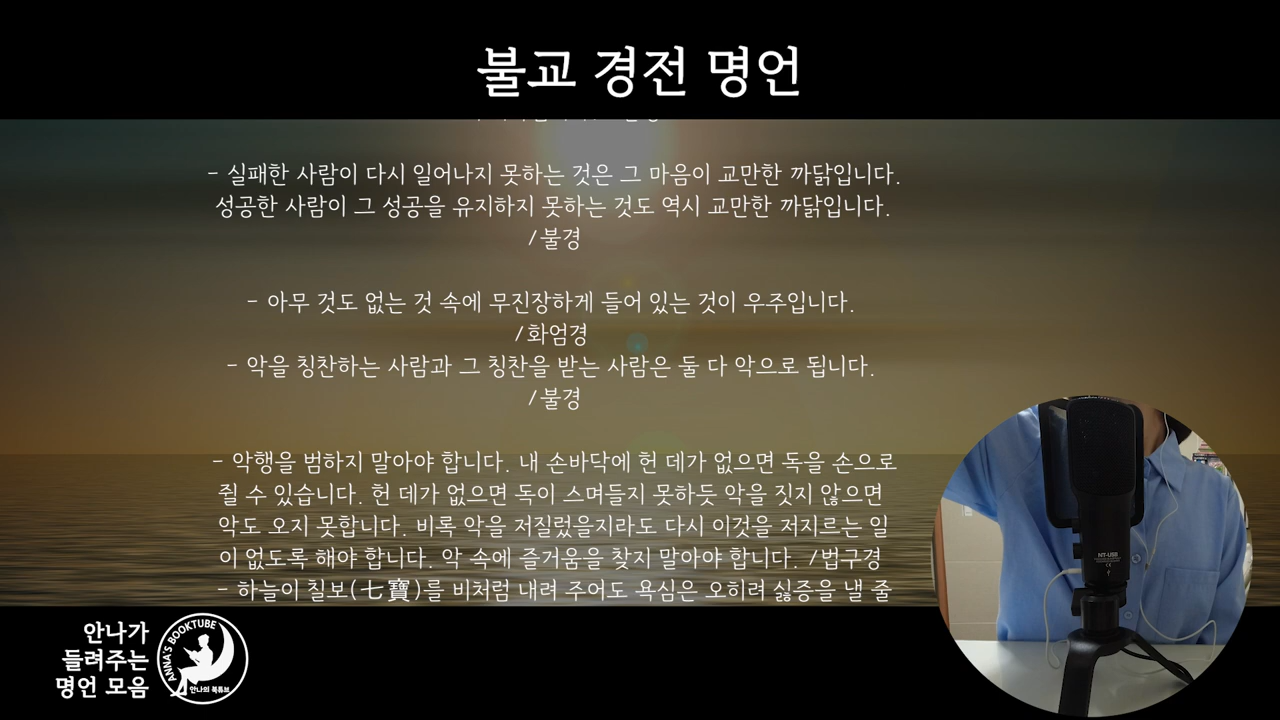 불교 경전 명언
- 실패한 사람이 다시 일어나지 못하는 것은 그 마음이 교만한 까닭입니다.
성공한 사람이 그 성공을 유지하지 못하는 것도 역시 교만한 까닭입니다.
/불경
- 아무 것도 없는 것 속에 무진장하게 들어 있는 것이 우주입니다.
/화엄경
- 악을 칭찬하는 사람과 그 칭찬을 받는 사람은 둘 다 악으로 됩니다.
/불경
- 악행을 범하지 말아야 합니다. 내 손바닥에 헌 데가 없으면 독을 손으로
쥘 수 있습니다. 헌 데가 없으면 독이 스며들지 못하듯 악을 짓지 않으면
악도 오지 못합니다. 비록 악을 저질렀을지라도 다시 이것을 저지르는 일
이 없도록 해야 합니다. 악 속에 즐거움을 찾지 말아야 합니다. /법구경
- 하늘이 칠보(七寶)를 비처럼 내려 주어도 욕심은 오히려 싫증을 낼 줄
안나가
들려주는
명언 모음
ANNA'S BOOKTUBE
안나의 북튜브
NT-USB